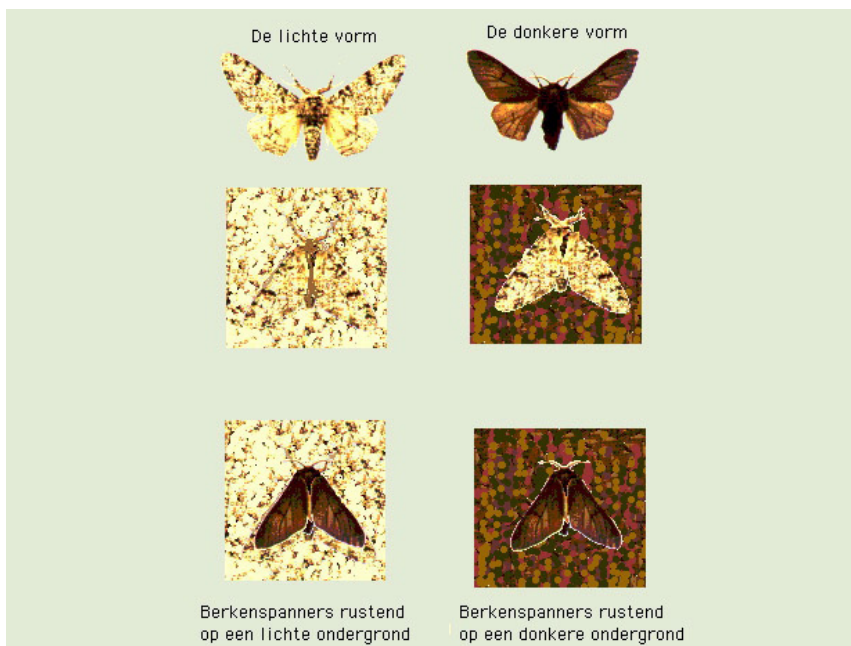 De lichte vorm
De donkere vorm
Berkenspanners rustend
op een lichte ondergrond
Berkenspanners rustend
op een donkere ondergrond